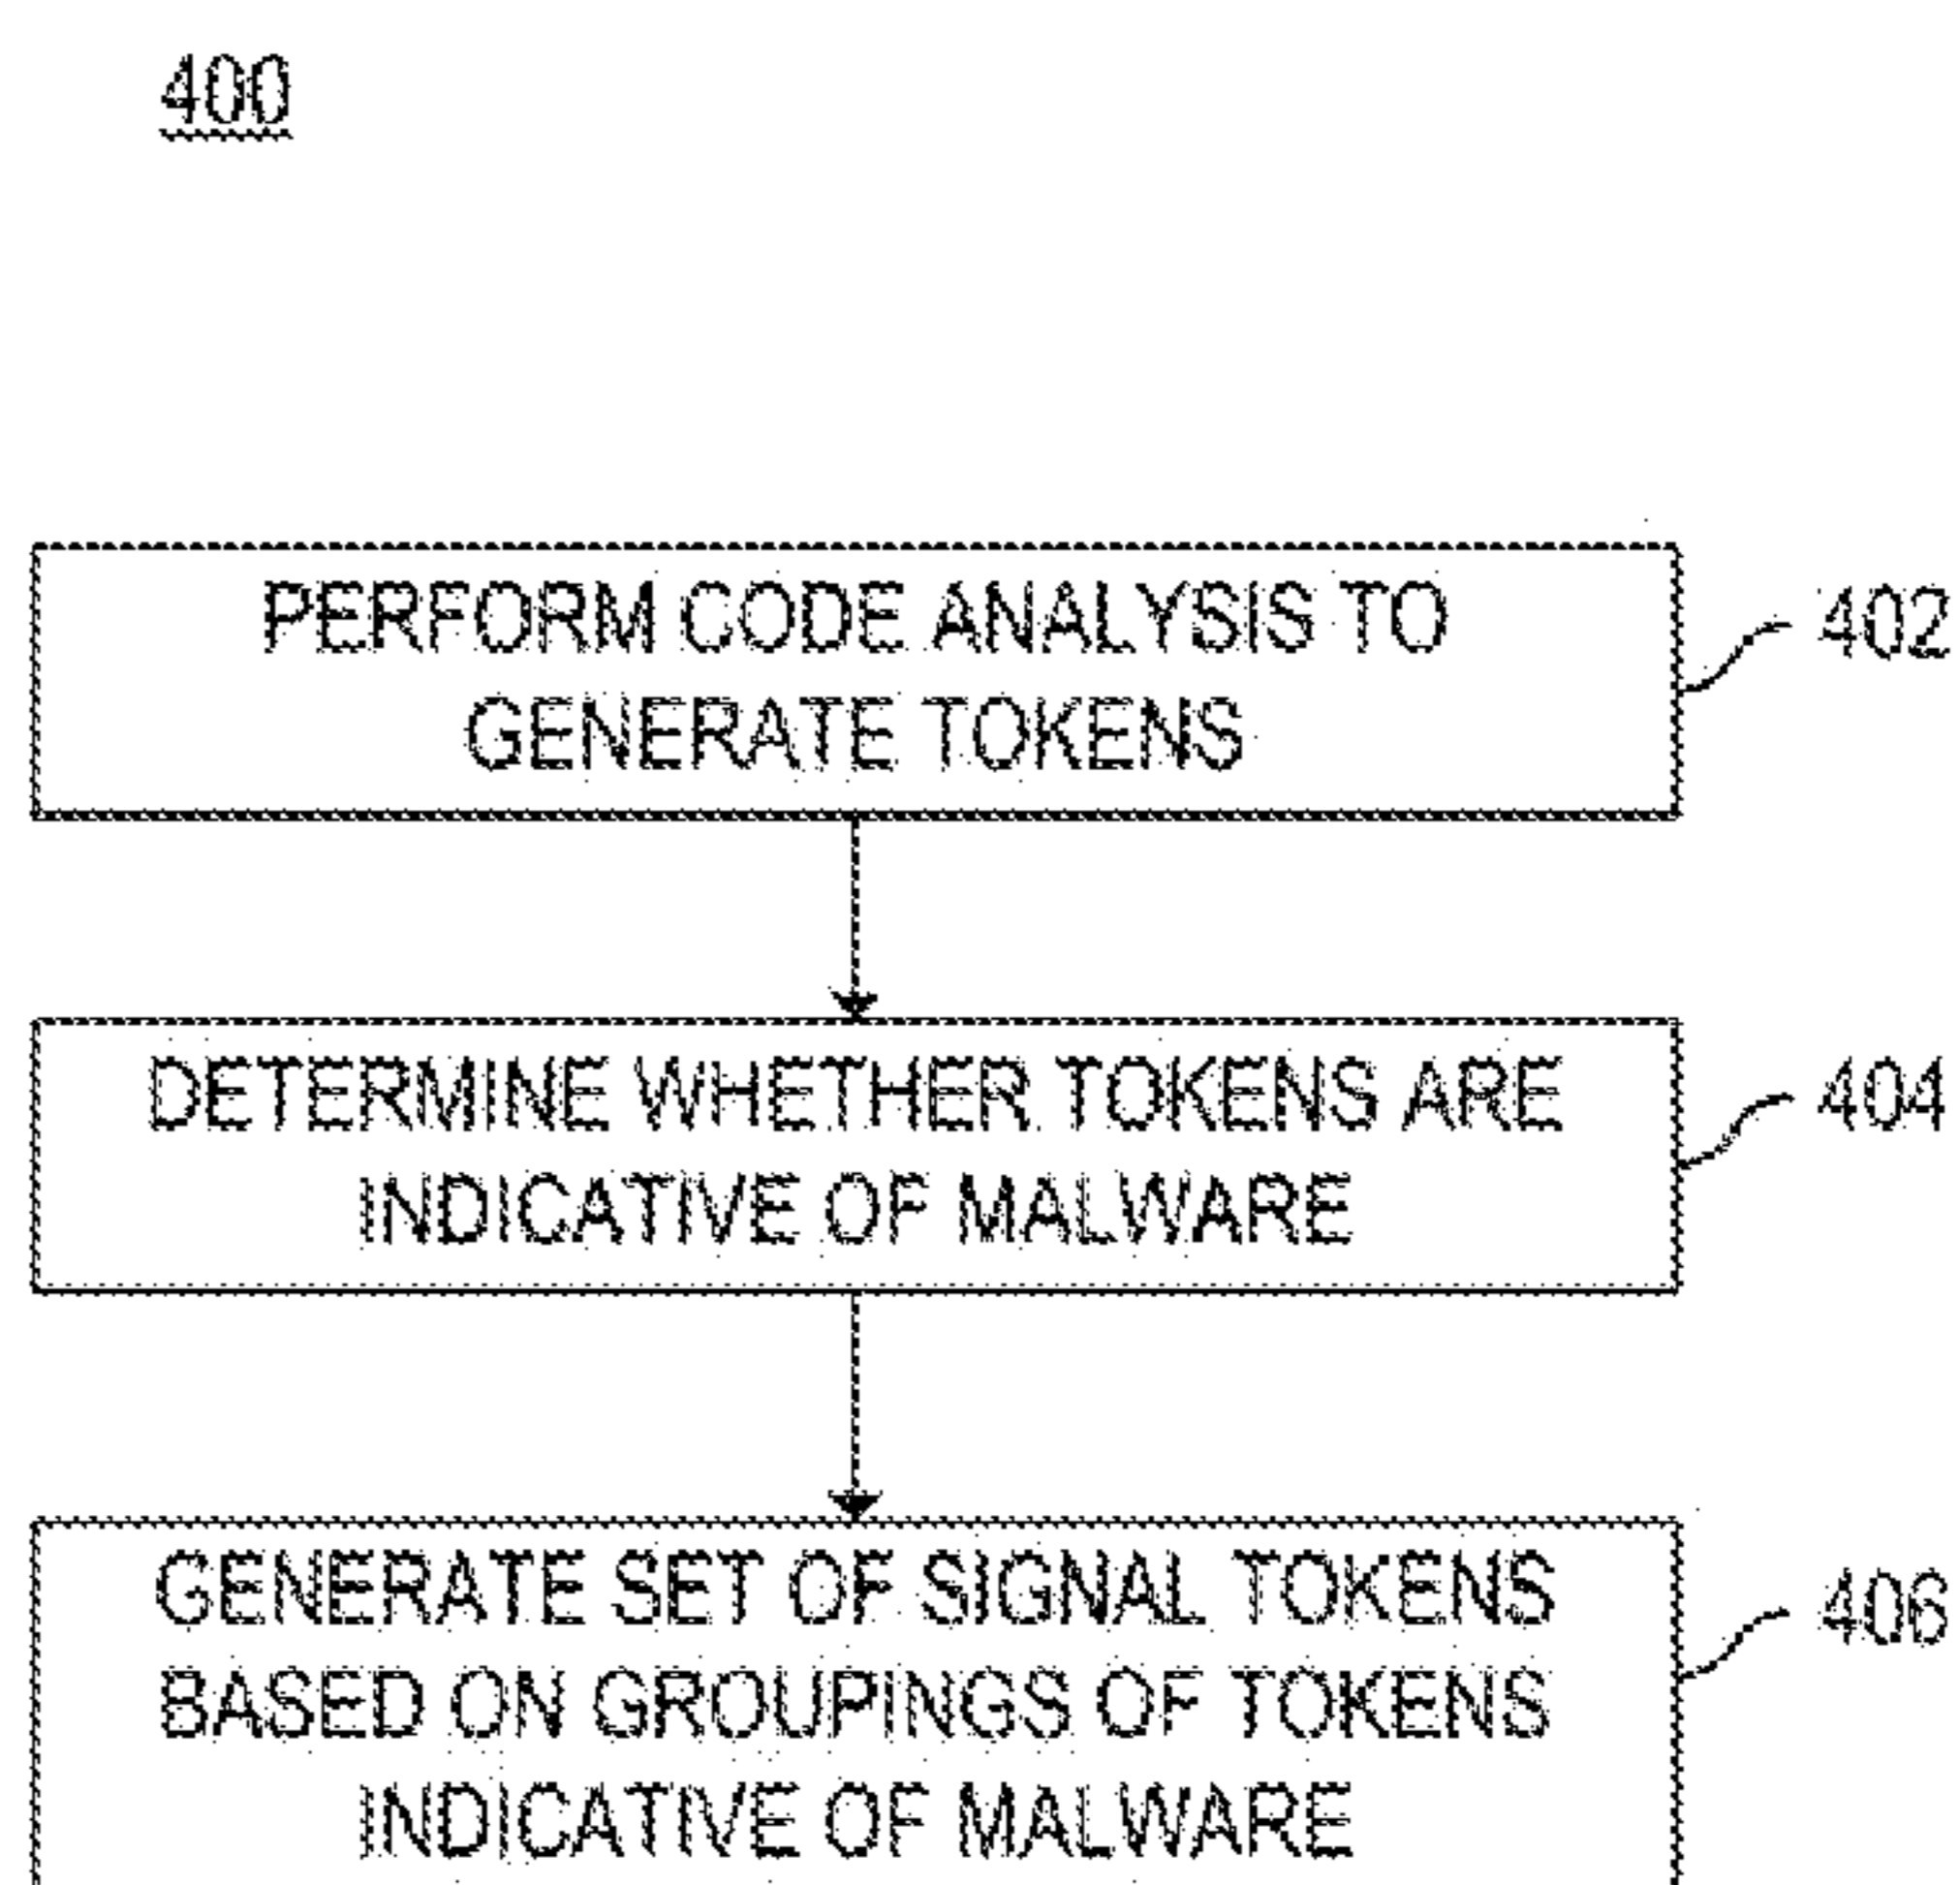 400
PERFORM CODE ANALYSIS TO
GENERATE TOKENS
402
DETERMINE WHETHER TOKENS ARE
INDICATIVE OF MALWARE
404
GENERATE SET OF SIGNAL TOKENS
BASED ON GROUPINGS OF TOKENS
INDICATIVE OF MALWARE
406